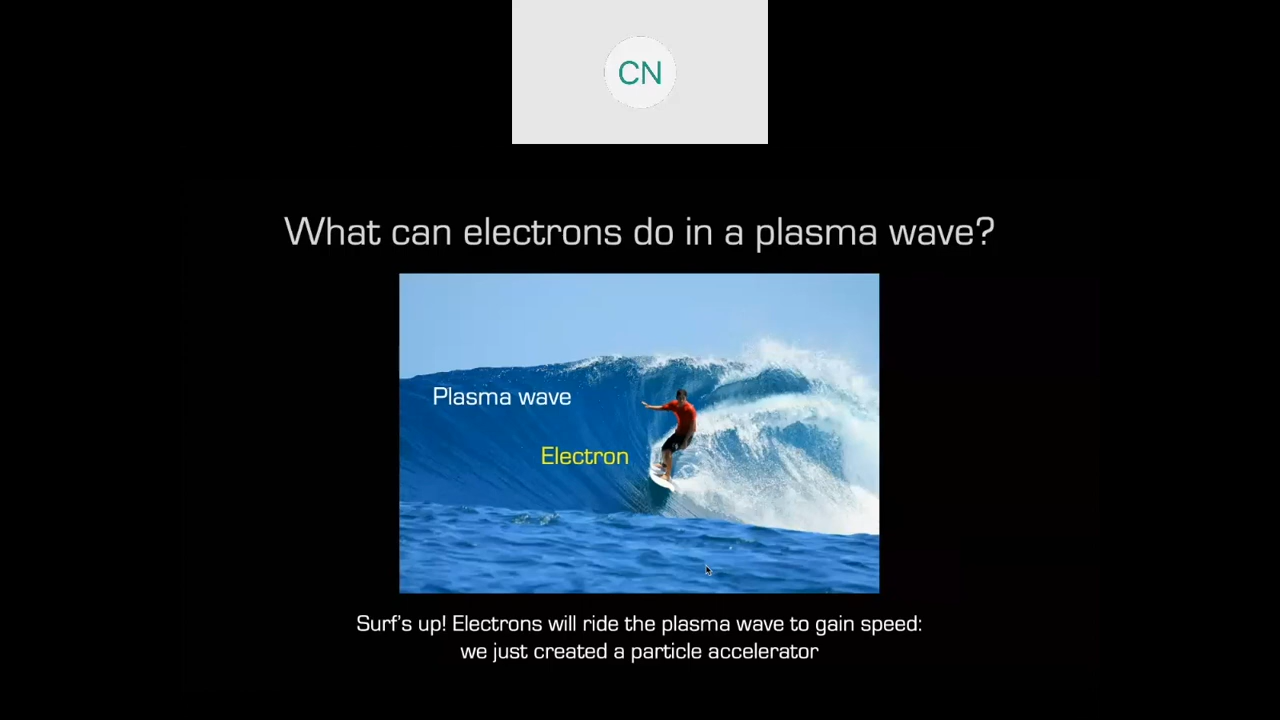 CN
What can electrons do in a plasma wave?
Plasma wave
Electron
Surf's up! Electrons will ride the plasma wave to gain speed:
we just created a particle accelerator